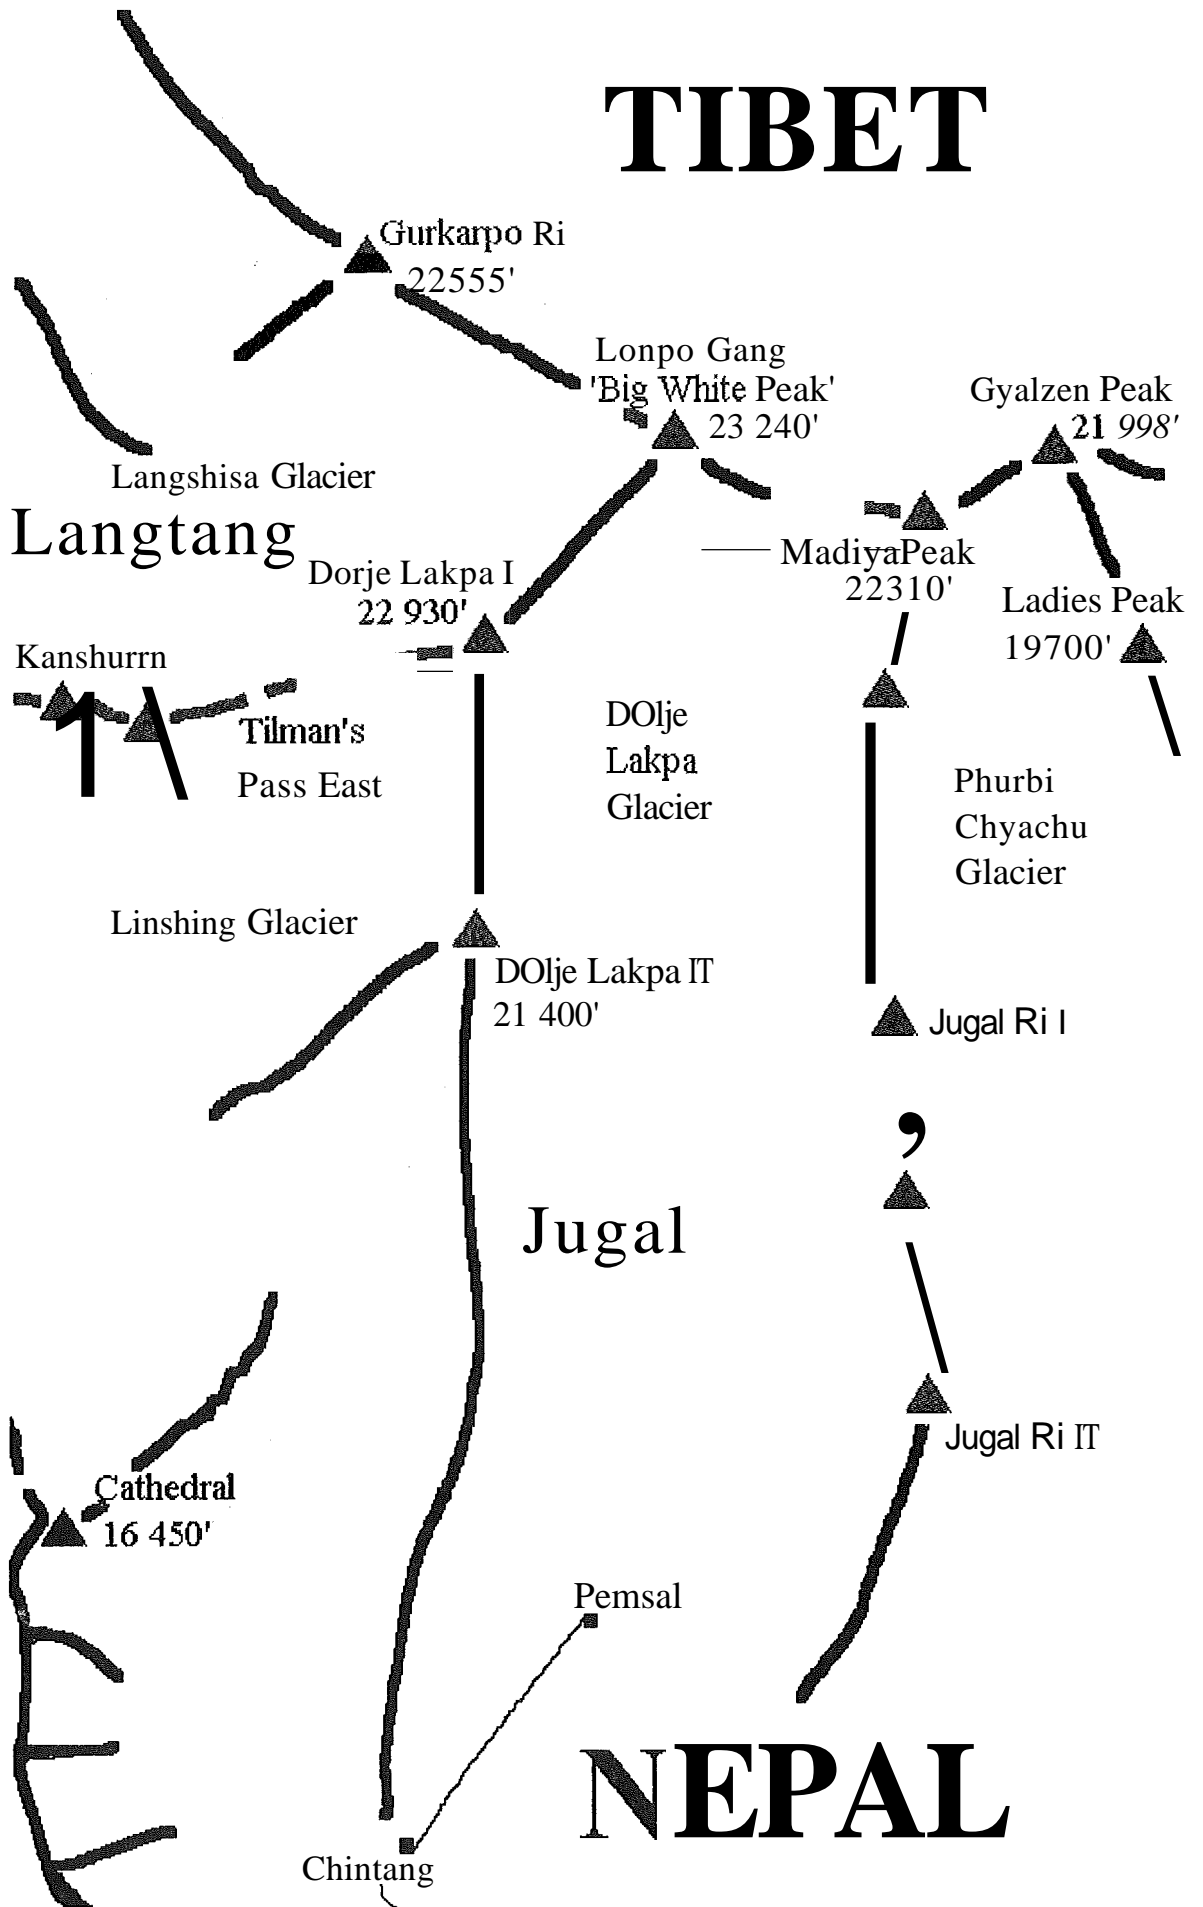 TIBET
Gurkarpo Ri
22555'
Lonpo Gang
'Big White Peak'
23 240'
Gyalzen Peak
21 998'
Langshisa Glacier
Langtang
Dorje Lakpa I
22 930'
MadiyaPeak
22310'
Ladies Peak
19700'
Kanshurrn
Tilman's
Pass East
DOlje
Lakpa
Glacier
Phurbi
Chyachu
Glacier
Linshing Glacier
DOlje Lakpa IT
21 400'
Jugal Ri I
,
Jugal
Jugal Ri IT
Cathedral
16 450'
Pemsal
NEPAL
Chintang